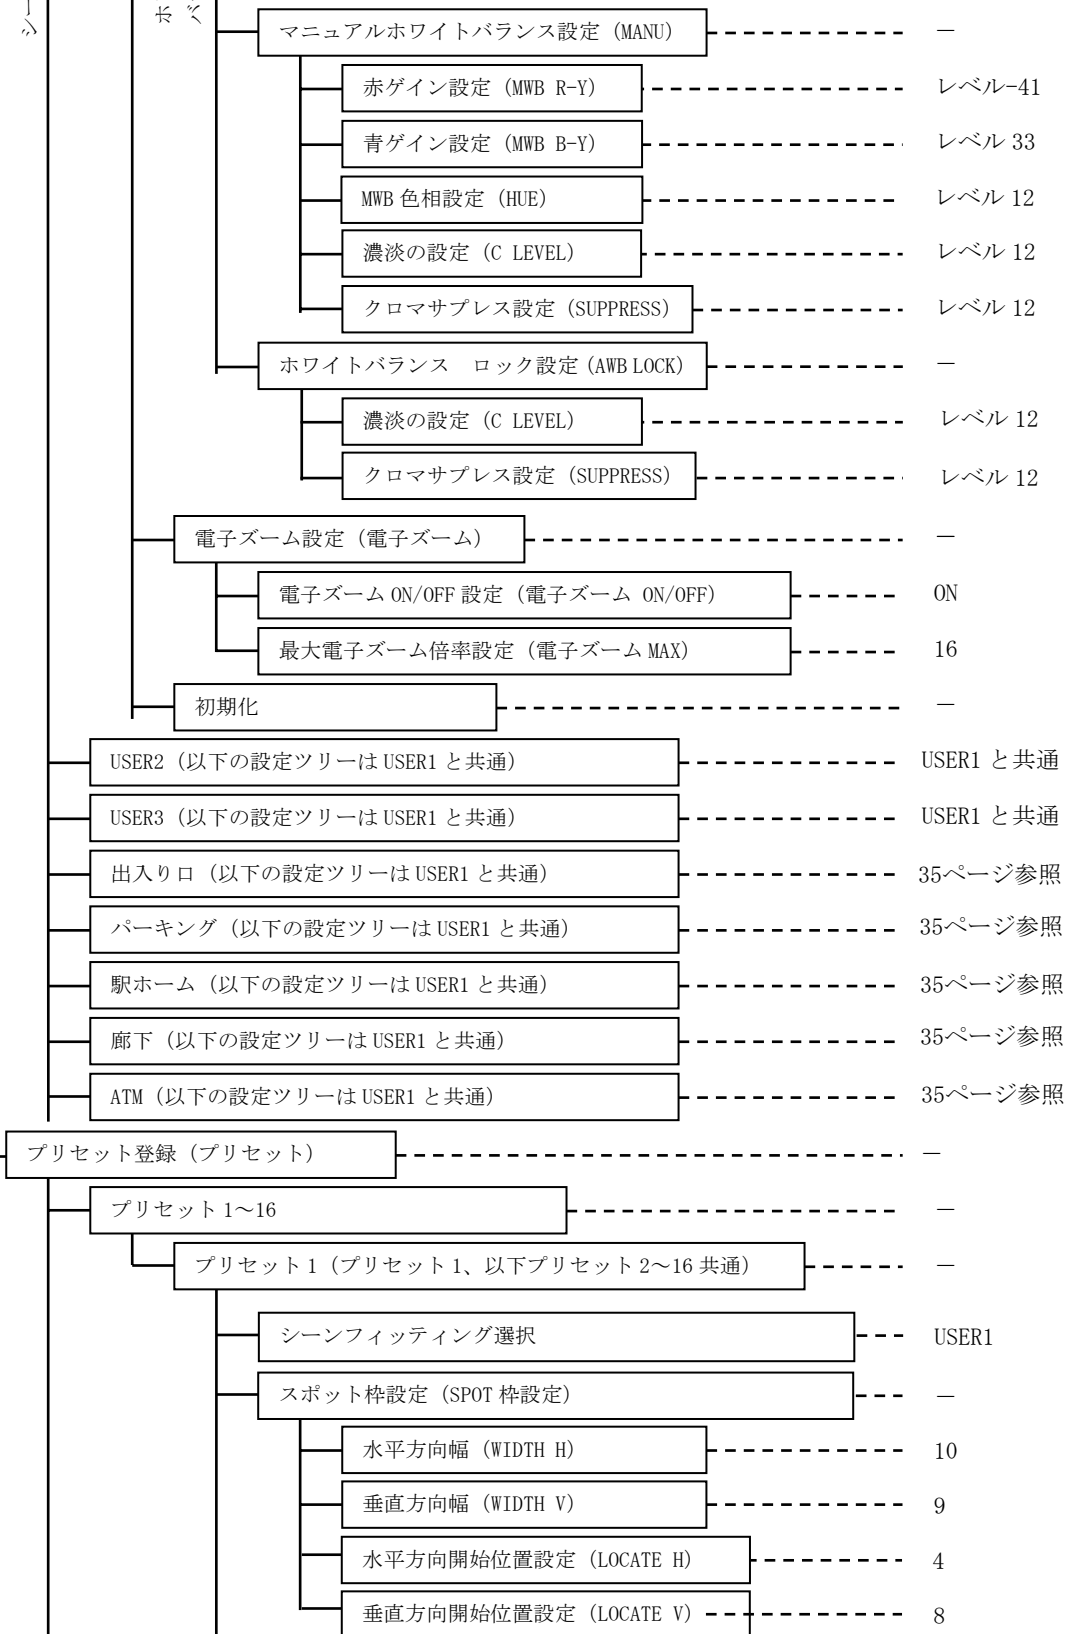 マニュアルホワイトバランス設定（MANU） －
赤ゲイン設定（MWB R-Y） レベル-41
青ゲイン設定（MWB B-Y） レベル 33
MWB 色相設定（HUE） レベル 12
濃淡の設定（C LEVEL） レベル 12
クロマサプレス設定（SUPPRESS） レベル 12
ホワイトバランス　ロック設定（AWB LOCK） －
濃淡の設定（C LEVEL） レベル 12
クロマサプレス設定（SUPPRESS） レベル 12
電子ズーム設定（電子ズーム） －
電子ズーム ON/OFF 設定（電子ズーム ON/OFF） ON
最大電子ズーム倍率設定（電子ズーム MAX） 16
初期化 －
USER2（以下の設定ツリーは USER1 と共通） USER1 と共通
USER3（以下の設定ツリーは USER1 と共通） USER1 と共通
出入り口（以下の設定ツリーは USER1 と共通） 35ページ参照
パーキング（以下の設定ツリーは USER1 と共通） 35ページ参照
駅ホーム（以下の設定ツリーは USER1 と共通） 35ページ参照
廊下（以下の設定ツリーは USER1 と共通） 35ページ参照
ATM（以下の設定ツリーは USER1 と共通） 35ページ参照
プリセット登録（プリセット） －
プリセット 1～16 －
プリセット 1（プリセット 1、以下プリセット 2～16 共通） －
シーンフィッティング選択 USER1
スポット枠設定（SPOT 枠設定） －
水平方向幅（WIDTH H） 10
垂直方向幅（WIDTH V） 9
水平方向開始位置設定（LOCATE H） 4
垂直方向開始位置設定（LOCATE V） 8